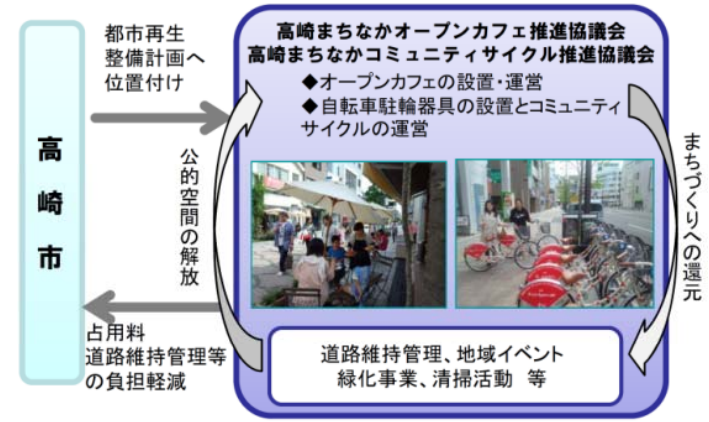 都市再生
整備計画へ
位置付け
高崎市
占用料
道路維持管理等
の負担軽減
公的空間の解放
高崎まちなかオープンカフェ推進協議会
高崎まちなかコミュニティサイクル推進協議会
◆オープンカフェの設置・運営
◆自転車駐輪器具の設置とコミュニティ
サイクルの運営
まちづくりへの還元
道路維持管理、地域イベント
緑化事業、清掃活動 等